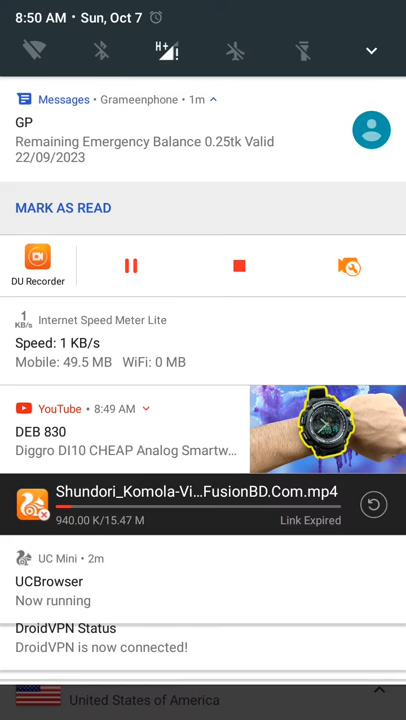 8:50 AM • Sun, Oct 7
H+
Messages • Grameenphone • 1m
GP
Remaining Emergency Balance 0.25tk Valid
22/09/2023
MARK AS READ
DU Recorder
1
KB/s
Internet Speed Meter Lite
Speed: 1 KB/s
Mobile: 49.5 MB WiFi: 0 MB
YouTube • 8:49 AM
DEB 830
Diggro DI10 CHEAP Analog Smartw...
Shundori_Komola-Vi...FusionBD.Com.mp4
940.00 K/15.47 M
Link Expired
UC Mini • 2m
UCBrowser
Now running
DroidVPN Status
DroidVPN is now connected!
United States of America